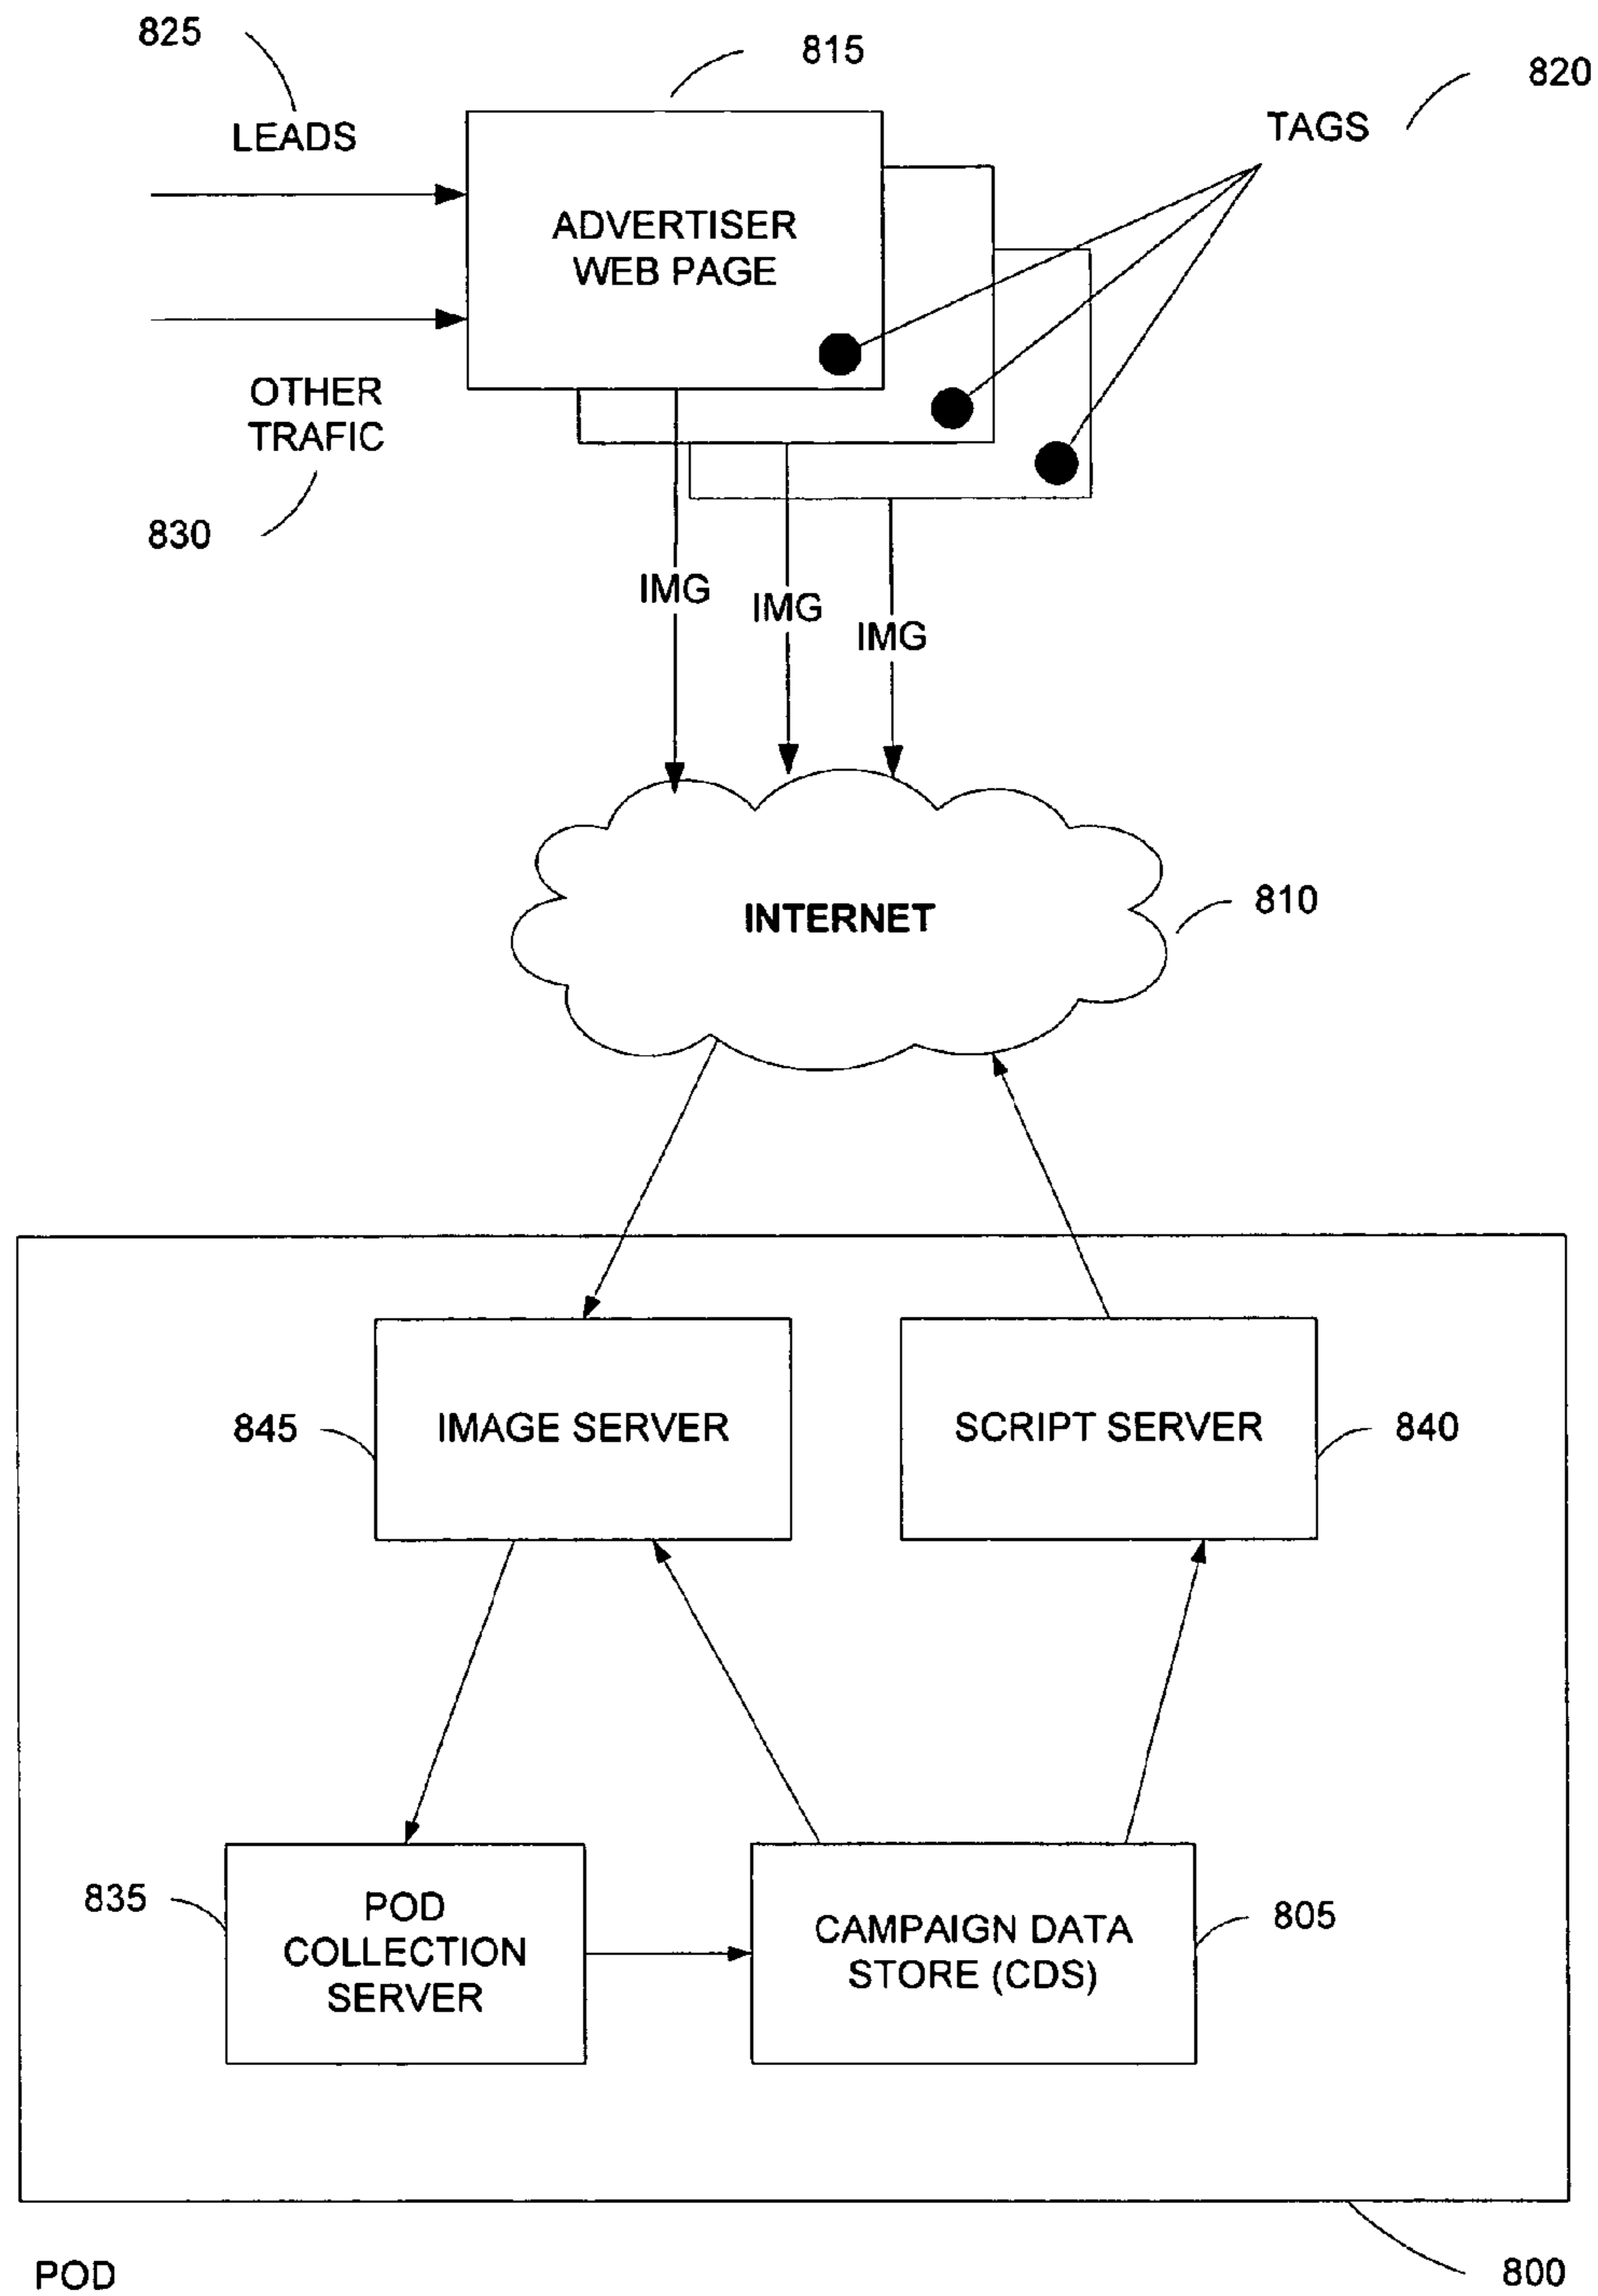 825
815
820
LEADS
TAGS
ADVERTISER
WEB PAGE
OTHER
TRAFIC
830
IMG
IMG
IMG
INTERNET
810
845
IMAGE SERVER
SCRIPT SERVER
840
835
POD
COLLECTION
SERVER
CAMPAIGN DATA
STORE (CDS)
805
POD
800